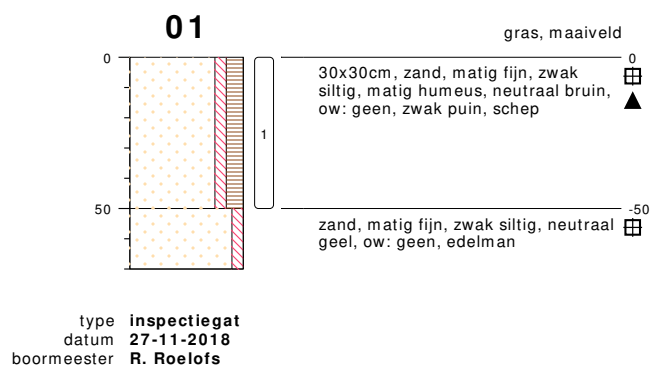 01
gras, maaiveld
0
0
30x30cm, zand, matig fijn, zwak
siltig, matig humeus, neutraal bruin,
ow: geen, zwak puin, schep
1
50
-50
zand, matig fijn, zwak siltig, neutraal
geel, ow: geen, edelman
type inspectiegat
datum 27-11-2018
boormeester R. Roelofs